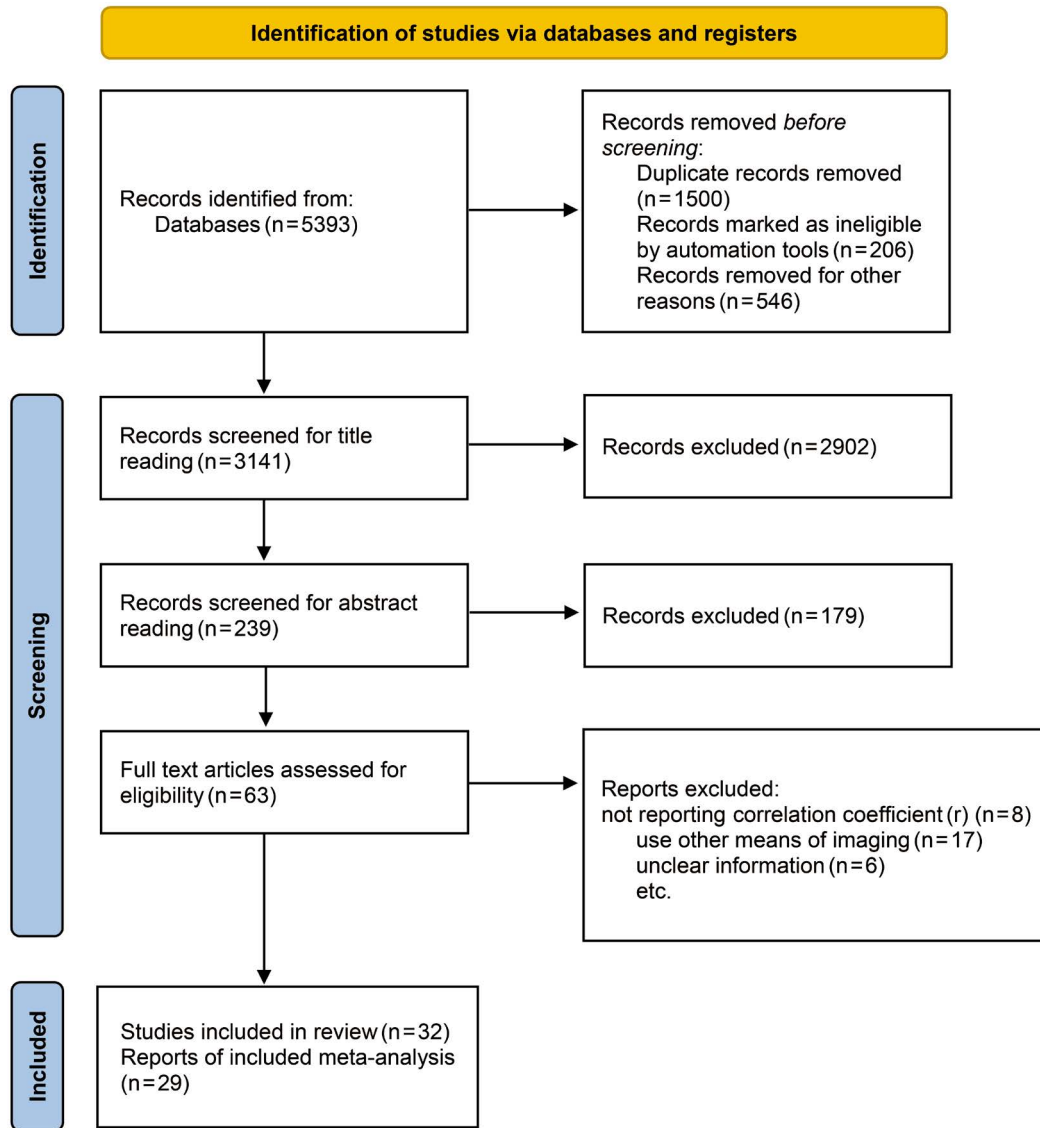 Identification of studies via databases and registers
Identification
Records identified from:
Databases (n=5393)
Records removed before
screening:
Duplicate records removed
(n=1500)
Records marked as ineligible
by automation tools (n=206)
Records removed for other
reasons (n=546)
Screening
Records screened for title
reading (n=3141)
Records excluded (n=2902)
Records screened for abstract
reading (n=239)
Records excluded (n=179)
Full text articles assessed for
eligibility (n=63)
Reports excluded:
not reporting correlation coefficient (r) (n=8)
use other means of imaging (n=17)
unclear information (n=6)
etc.
Included
Studies included in review (n=32)
Reports of included meta-analysis
(n=29)